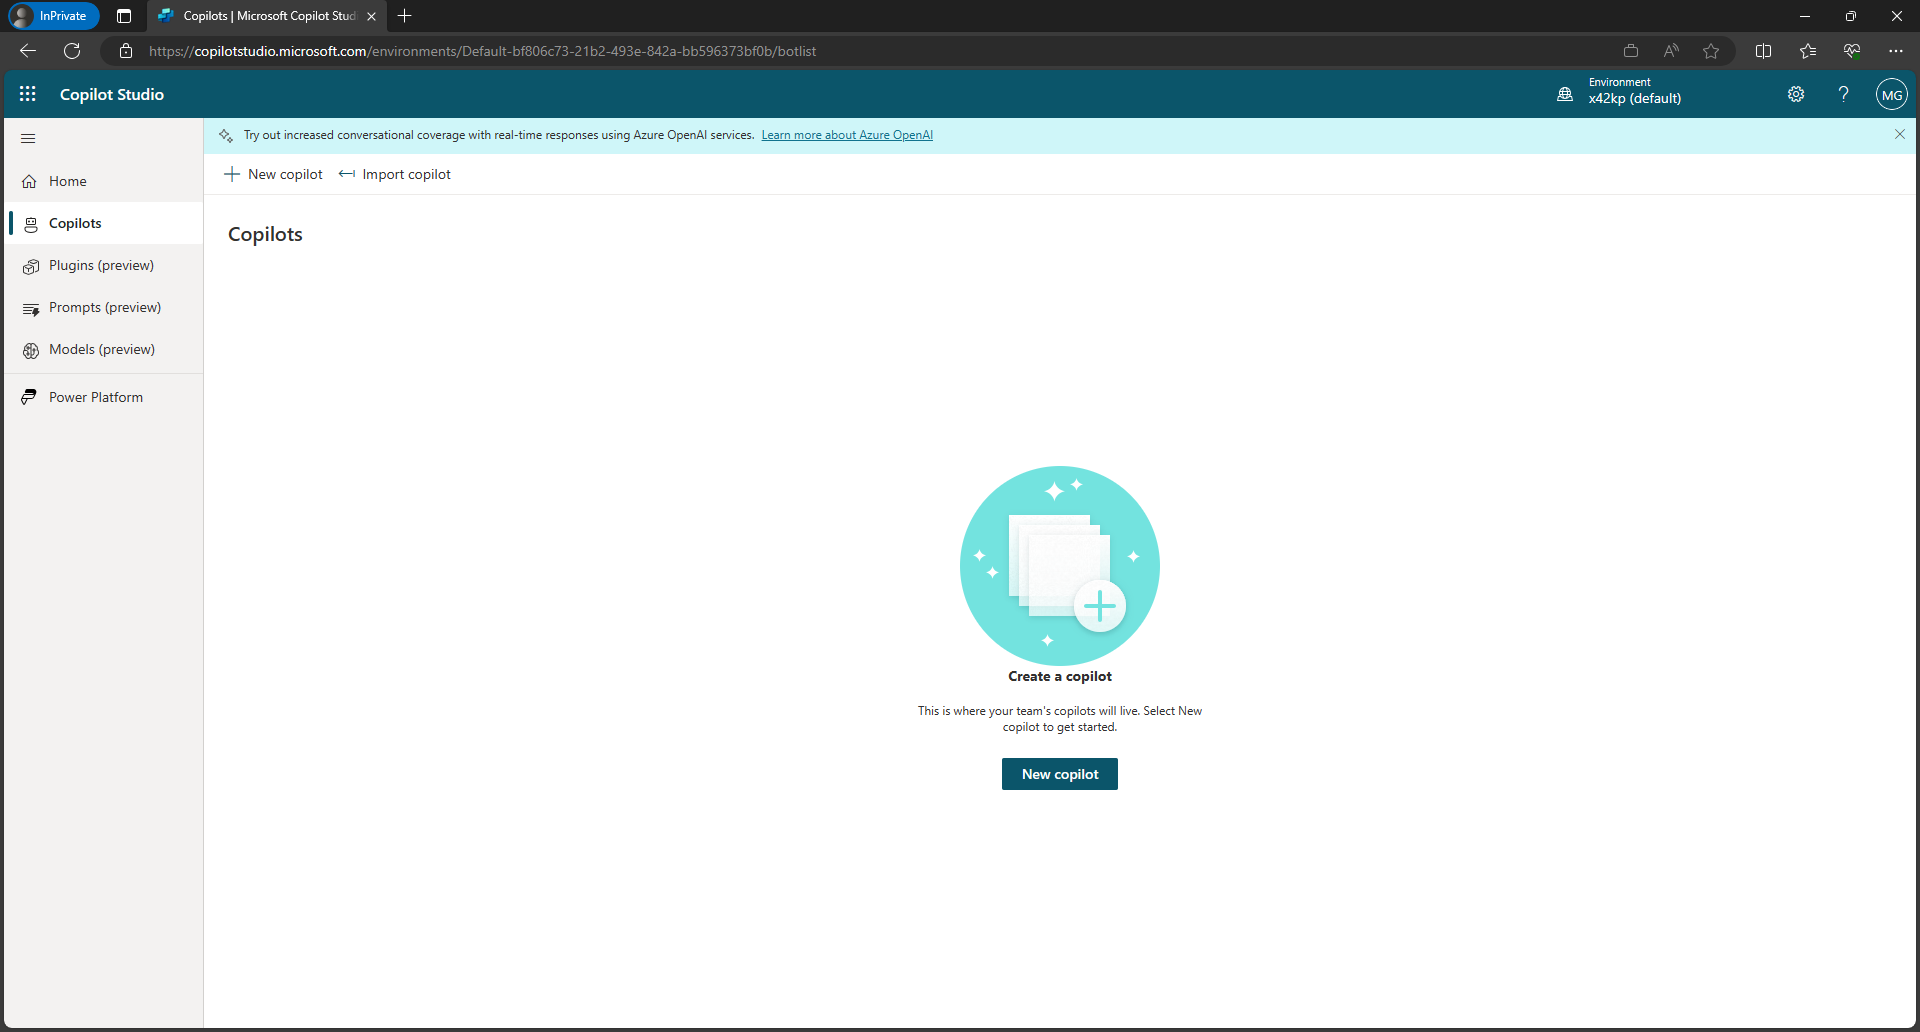 InPrivate
Copilots | Microsoft Copilot Stud
https://copilotstudio.microsoft.com/environments/Default-bf806c73-21b2-493e-842a-bb596373bf0b/botlist
Copilot Studio
Environment
x42kp (default)
MG
Try out increased conversational coverage with real-time responses using Azure OpenAI services. Learn more about Azure OpenAI
New copilot
Import copilot
Home
Copilots
Plugins (preview)
Prompts (preview)
Models (preview)
Power Platform
Copilots
Create a copilot
This is where your team's copilots will live. Select New
copilot to get started.
New copilot